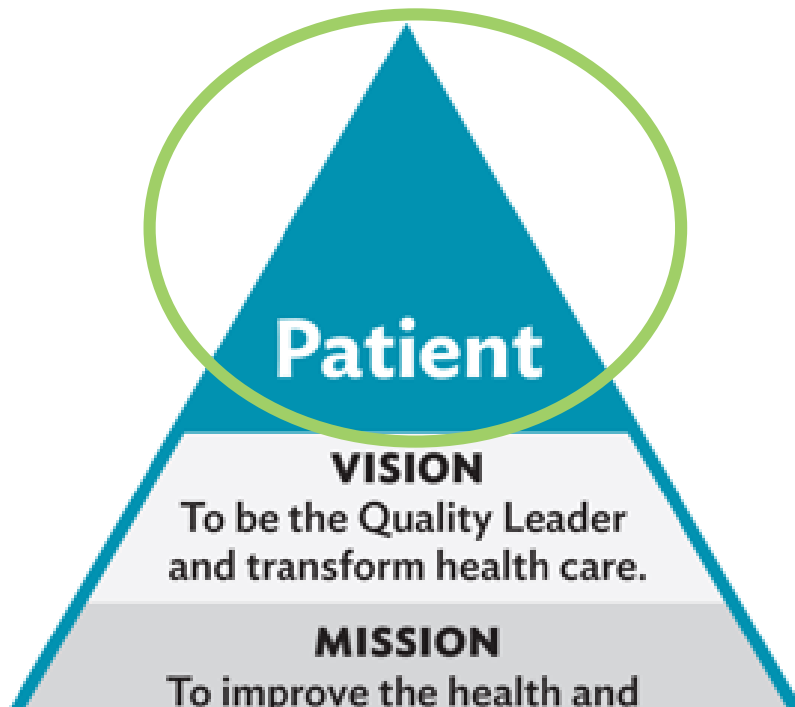 Patient
VISION
To be the Quality Leader
and transform health care.
MISSION
To improve the health and